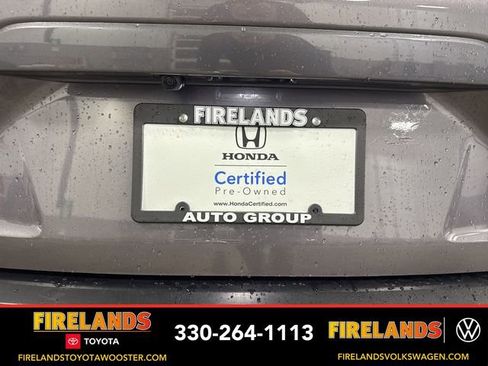 FIRELANDS
HONDA
Certified
Pre-Owned
www.HondaCertified.com
AUTO GROUP
FIRELANDS
TOYOTA
FIRELANDSTOYOTAWOOSTER.COM
330-264-1113
FIRELANDS
FIRELANDSVOLKSWAGEN.COM